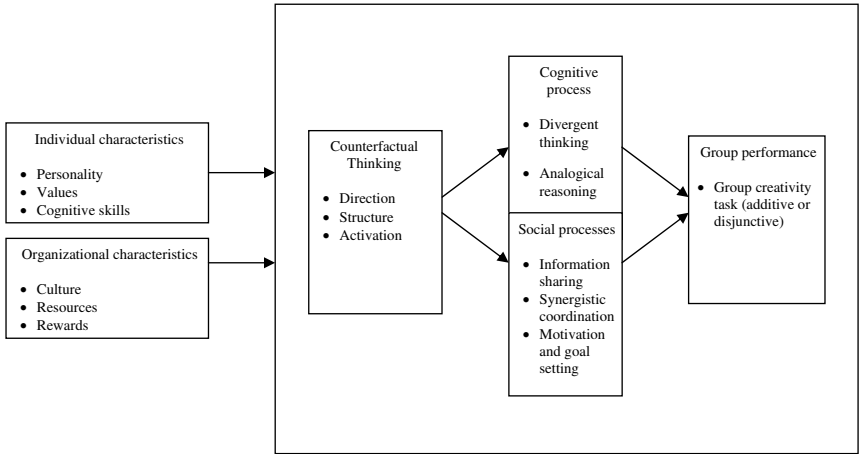 Individual characteristics
• Personality
• Values
• Cognitive skills
Organizational characteristics
• Culture
• Resources
• Rewards
Counterfactual
Thinking
• Direction
• Structure
• Activation
Cognitive
process
• Divergent
thinking
• Analogical
reasoning
Social processes
• Information
sharing
• Synergistic
coordination
• Motivation
and goal
setting
Group performance
• Group creativity
task (additive or
disjunctive)